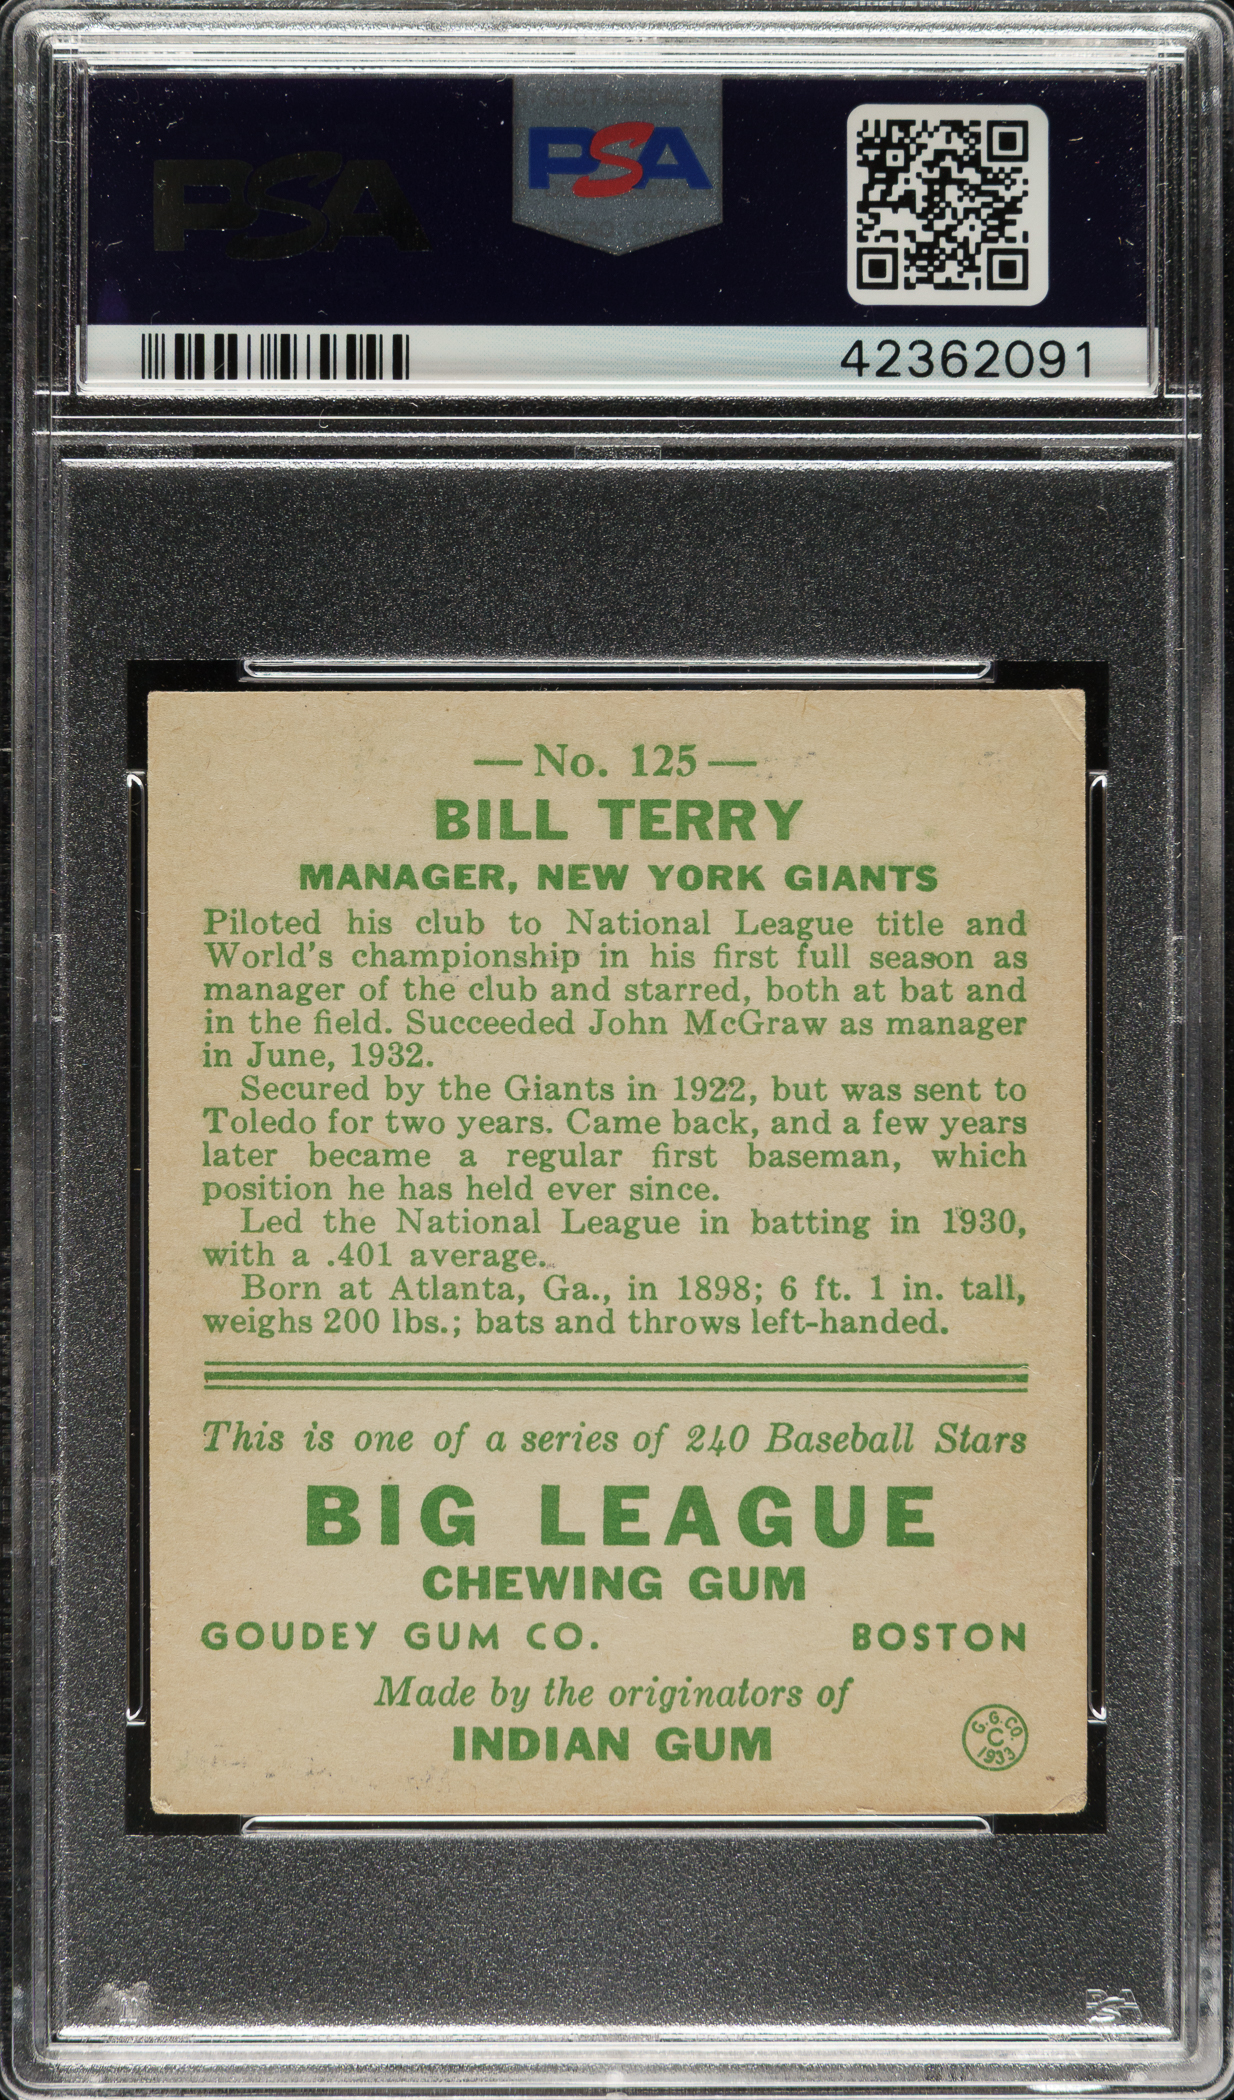 PSA
PSA
42362091
—No. 125—
BILL TERRY
MANAGER, NEW YORK GIANTS
Piloted his club to National League title and
World's championship in his first full season as
manager of the club and starred, both at bat and
in the field. Succeeded John McGraw as manager
in June, 1932.
Secured by the Giants in 1922, but was sent to
Toledo for two years. Came back, and a few years
later became a regular first baseman, which
position he has held ever since.
Led the National League in batting in 1930,
with a .401 average.
Born at Atlanta, Ga., in 1898; 6 ft. 1 in. tall,
weighs 200 lbs.; bats and throws left-handed.
This is one of a series of 240 Baseball Stars
BIG LEAGUE
CHEWING GUM
GOUDEY GUM CO. BOSTON
Made by the originators of
INDIAN GUM
G.G.CO.
C
1933
PSA